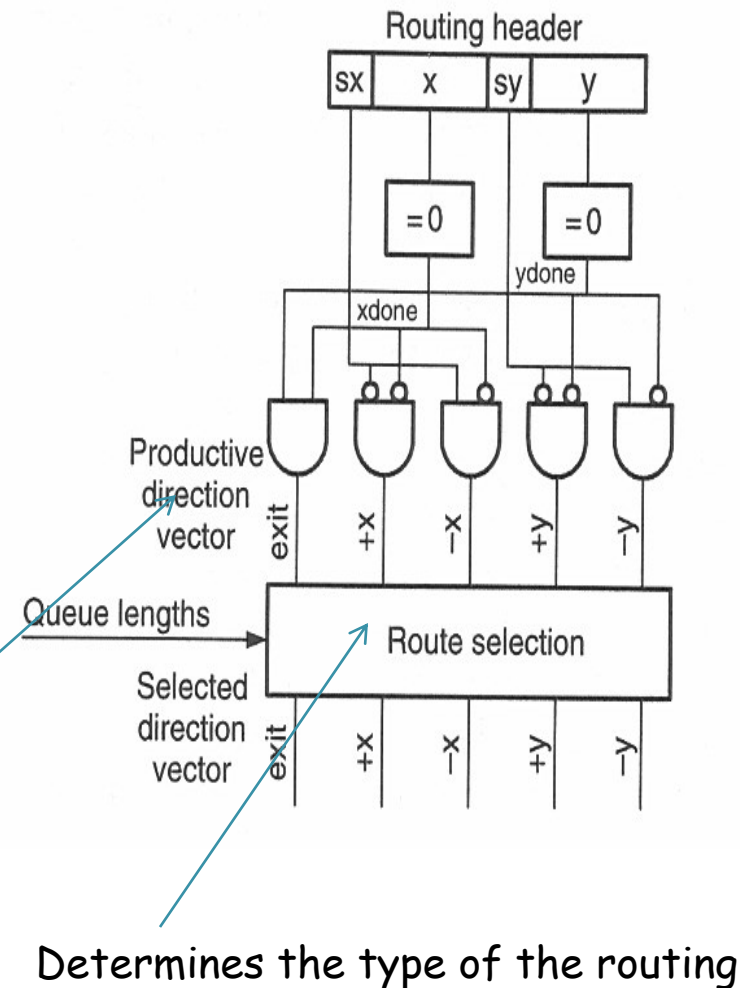 Routing header
sx x sy y
=0 =0
ydone
xdone
Productive
direction
vector
exit +x –x +y –y
Queue lengths
Route selection
Selected
direction
vector
exit +x –x +y –y
Determines the type of the routing